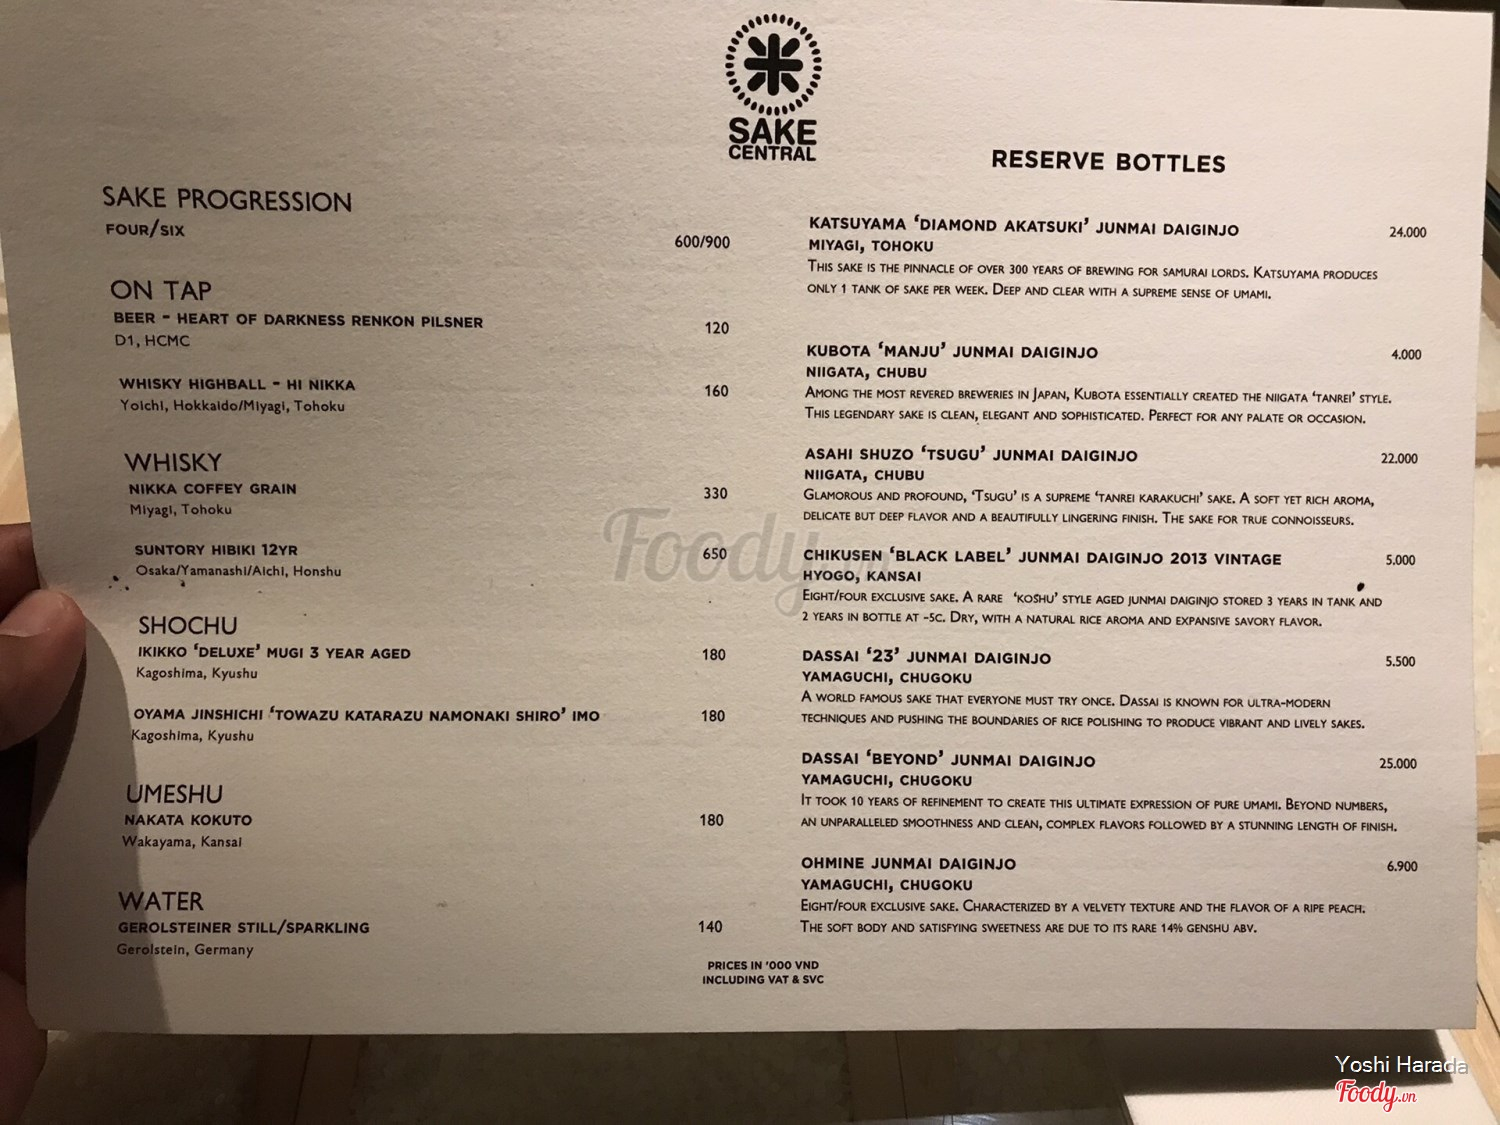 SAKE
CENTRAL
SAKE PROGRESSION
FOUR/SIX
600/900
ON TAP
BEER - HEART OF DARKNESS RENKON PILSNER
120
D1, HCMC
WHISKY HIGHBALL - HI NIKKA
160
Yoichi, Hokkaido/Miyagi, Tohoku
WHISKY
NIKKA COFFEY GRAIN
330
Miyagi, Tohoku
SUNTORY HIBIKI 12YR
650
Osaka/Yamanashi/Aichi, Honshu
SHOCHU
IKIKKO ‘DELUXE’ MUGI 3 YEAR AGED
180
Kagoshima, Kyushu
OYAMA JINSHICHI ‘TOWAZU KATARAZU NAMONAKI SHIRO’ IMO
180
Kagoshima, Kyushu
UMESHU
NAKATA KOKUTO
180
Wakayama, Kansai
WATER
GEROLSTEINER STILL/SPARKLING
140
Gerolstein, Germany
RESERVE BOTTLES
KATSUYAMA ‘DIAMOND AKATSUKI’ JUNMAI DAIGINJO
24.000
MIYAGI, TOHOKU
THIS SAKE IS THE PINNACLE OF OVER 300 YEARS OF BREWING FOR SAMURAI LORDS. KATSUYAMA PRODUCES
ONLY 1 TANK OF SAKE PER WEEK. DEEP AND CLEAR WITH A SUPREME SENSE OF UMAMI.
KUBOTA ‘MANJU’ JUNMAI DAIGINJO
4.000
NIIGATA, CHUBU
AMONG THE MOST REVERED BREWERIES IN JAPAN, KUBOTA ESSENTIALLY CREATED THE NIIGATA ‘TANREI’ STYLE.
THIS LEGENDARY SAKE IS CLEAN, ELEGANT AND SOPHISTICATED. PERFECT FOR ANY PALATE OR OCCASION.
ASAHI SHUZO ‘TSUGU’ JUNMAI DAIGINJO
22.000
NIIGATA, CHUBU
GLAMOROUS AND PROFOUND, ‘TSUGU’ IS A SUPREME ‘TANREI KARAKUCHI’ SAKE. A SOFT YET RICH AROMA,
DELICATE BUT DEEP FLAVOR AND A BEAUTIFULLY LINGERING FINISH. THE SAKE FOR TRUE CONNOISSEURS.
CHIKUSEN ‘BLACK LABEL’ JUNMAI DAIGINJO 2013 VINTAGE
5.000
HYOGO, KANSAI
EIGHT/FOUR EXCLUSIVE SAKE. A RARE ‘KOSHU’ STYLE AGED JUNMAI DAIGINJO STORED 3 YEARS IN TANK AND
2 YEARS IN BOTTLE AT -5C. DRY, WITH A NATURAL RICE AROMA AND EXPANSIVE SAVORY FLAVOR.
DASSAI ‘23’ JUNMAI DAIGINJO
5.500
YAMAGUCHI, CHUGOKU
A WORLD FAMOUS SAKE THAT EVERYONE MUST TRY ONCE. DASSAI IS KNOWN FOR ULTRA-MODERN
TECHNIQUES AND PUSHING THE BOUNDARIES OF RICE POLISHING TO PRODUCE VIBRANT AND LIVELY SAKES.
DASSAI ‘BEYOND’ JUNMAI DAIGINJO
25.000
YAMAGUCHI, CHUGOKU
IT TOOK 10 YEARS OF REFINEMENT TO CREATE THIS ULTIMATE EXPRESSION OF PURE UMAMI. BEYOND NUMBERS,
AN UNPARALLELED SMOOTHNESS AND CLEAN, COMPLEX FLAVORS FOLLOWED BY A STUNNING LENGTH OF FINISH.
OHMINE JUNMAI DAIGINJO
6.900
YAMAGUCHI, CHUGOKU
EIGHT/FOUR EXCLUSIVE SAKE. CHARACTERIZED BY A VELVETY TEXTURE AND THE FLAVOR OF A RIPE PEACH.
THE SOFT BODY AND SATISFYING SWEETNESS ARE DUE TO ITS RARE 14% GENSHU ABV.
PRICES IN '000 VND
INCLUDING VAT & SVC
Foody.vn
Yoshi Harada
Foody.vn